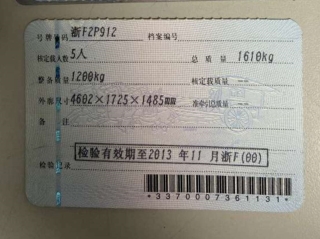 号牌号码 浙F2P912 档案编号
核定载人数 5人 总质量 1610kg
整备质量 1200kg 核定载质量 --
外廓尺寸 4602×1725×1485mm 准牵引总质量 --
备注
检验有效期至2013年11月浙F(00)
检验记录
*3370007361131*